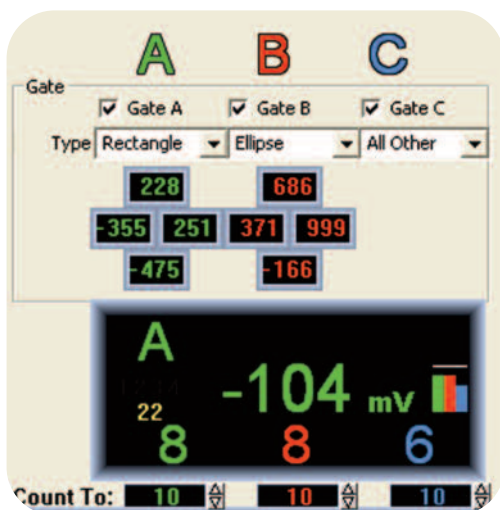 A B C
Gate
Gate A Gate B Gate C
Type Rectangle Ellipse All Other
228 686
-355 251 371 999
-475 -166
A
-104 mV
22
8 8 6
Count To: 10 10 10